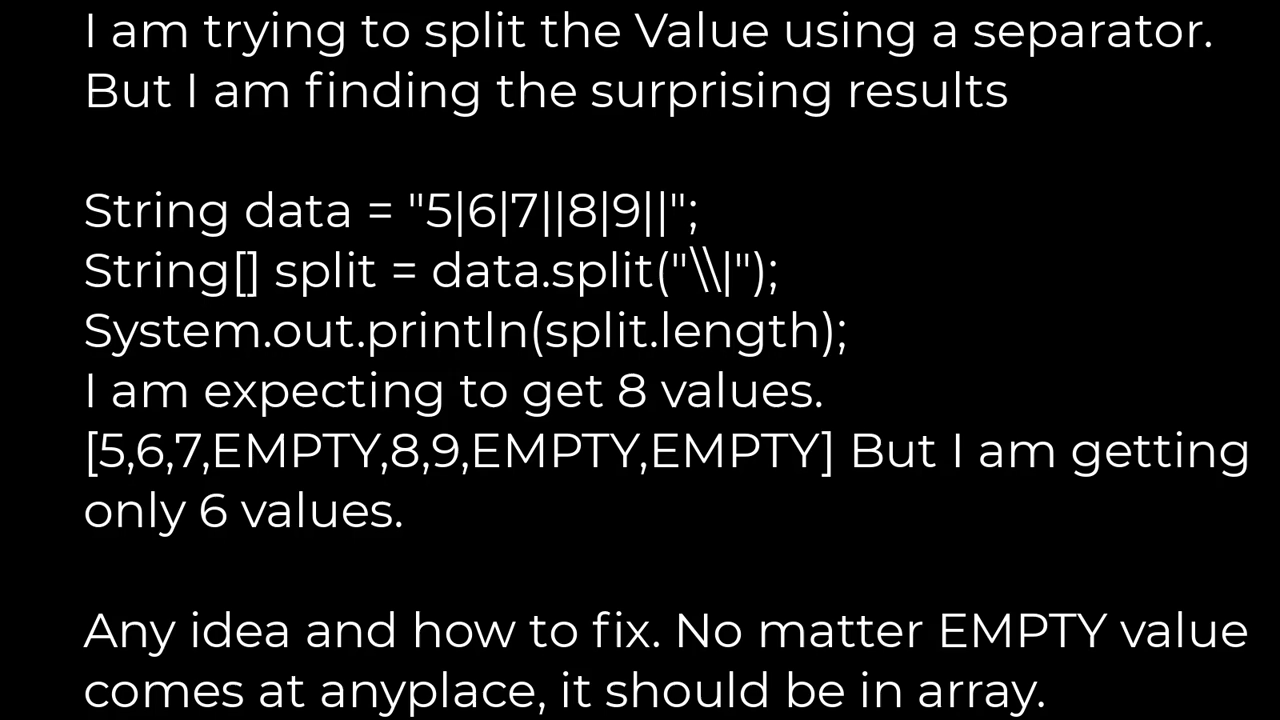 I am trying to split the Value using a separator.
But I am finding the surprising results
String data = "5|6|7||8|9||";
String[] split = data.split("\\|");
System.out.println(split.length);
I am expecting to get 8 values.
[5,6,7,EMPTY,8,9,EMPTY,EMPTY] But I am getting
only 6 values.
Any idea and how to fix. No matter EMPTY value
comes at anyplace, it should be in array.